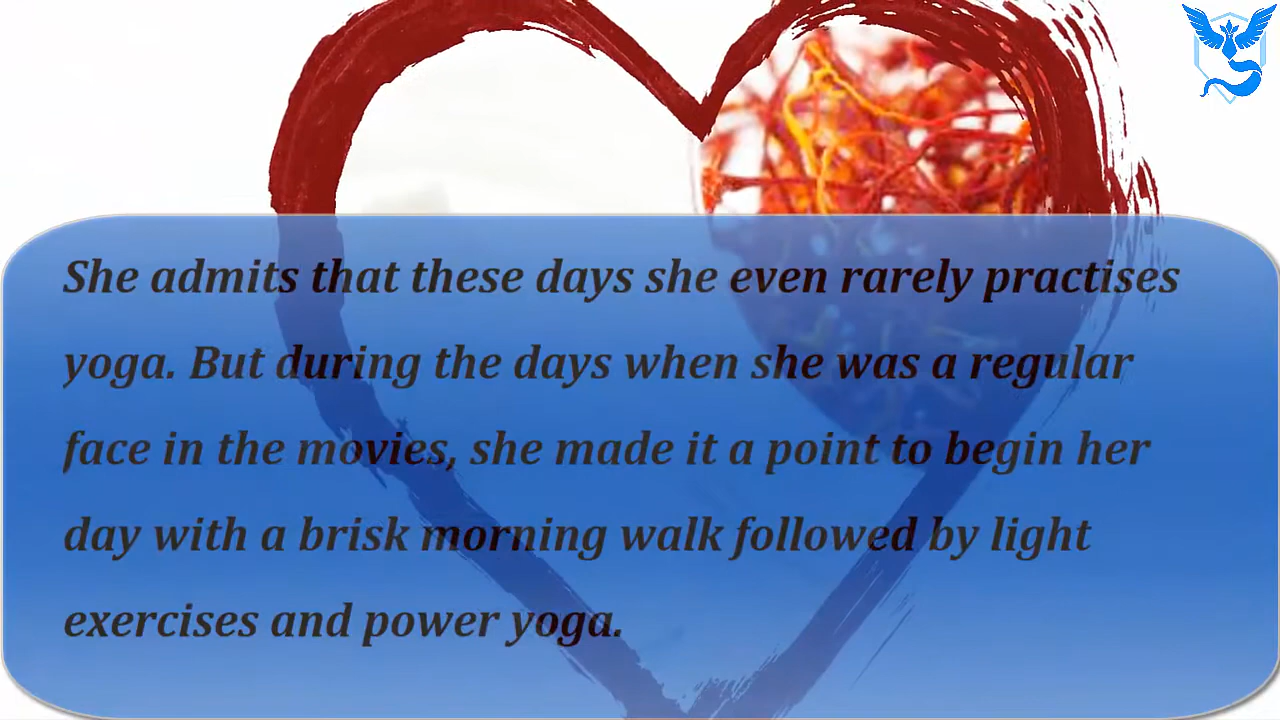 She admits that these days she even rarely practises
yoga. But during the days when she was a regular
face in the movies, she made it a point to begin her
day with a brisk morning walk followed by light
exercises and power yoga.